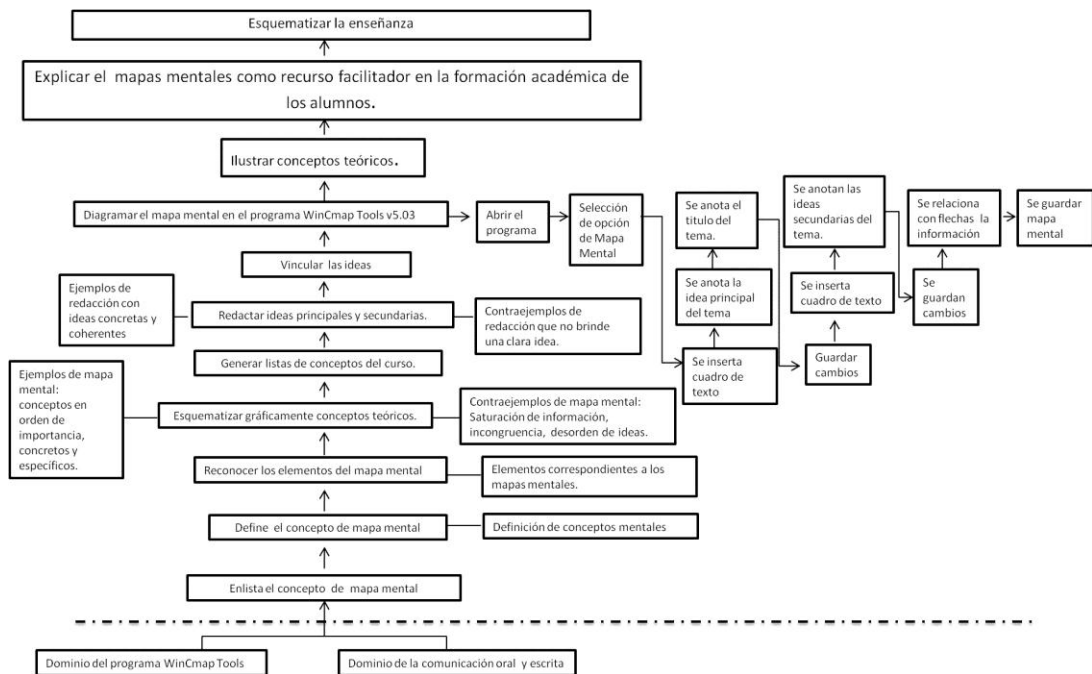 Esquematizar la enseñanza
Explicar el mapas mentales como recurso facilitador en la formación académica de
los alumnos.
Ilustrar conceptos teóricos.
Diagramar el mapa mental en el programa WinCmap Tools v5.03
Abrir el
programa
Selección
de opción
de Mapa
Mental
Se anota el
titulo del
tema.
Se anotan las
ideas
secundarias del
tema.
Se relaciona
con flechas la
información
Se guardar
mapa
mental
Vincular las ideas
Se anota la
idea principal
del tema
Se inserta
cuadro de texto
Se
guardan
cambios
Ejemplos de
redacción con
ideas concretas y
coherentes
Redactar ideas principales y secundarias.
Contraejemplos de
redacción que no brinde
una clara idea.
Se inserta
cuadro de
texto
Guardar
cambios
Generar listas de conceptos del curso.
Ejemplos de mapa
mental:
conceptos en
orden de
importancia,
concretos y
específicos.
Esquematizar gráficamente conceptos teóricos.
Contraejemplos de mapa mental:
Saturación de información,
incongruencia, desorden de ideas.
Reconocer los elementos del mapa mental
Elementos correspondientes a los
mapas mentales.
Define el concepto de mapa mental
Definición de conceptos mentales
Enlista el concepto de mapa mental
Dominio del programa WinCmap Tools
Dominio de la comunicación oral y escrita